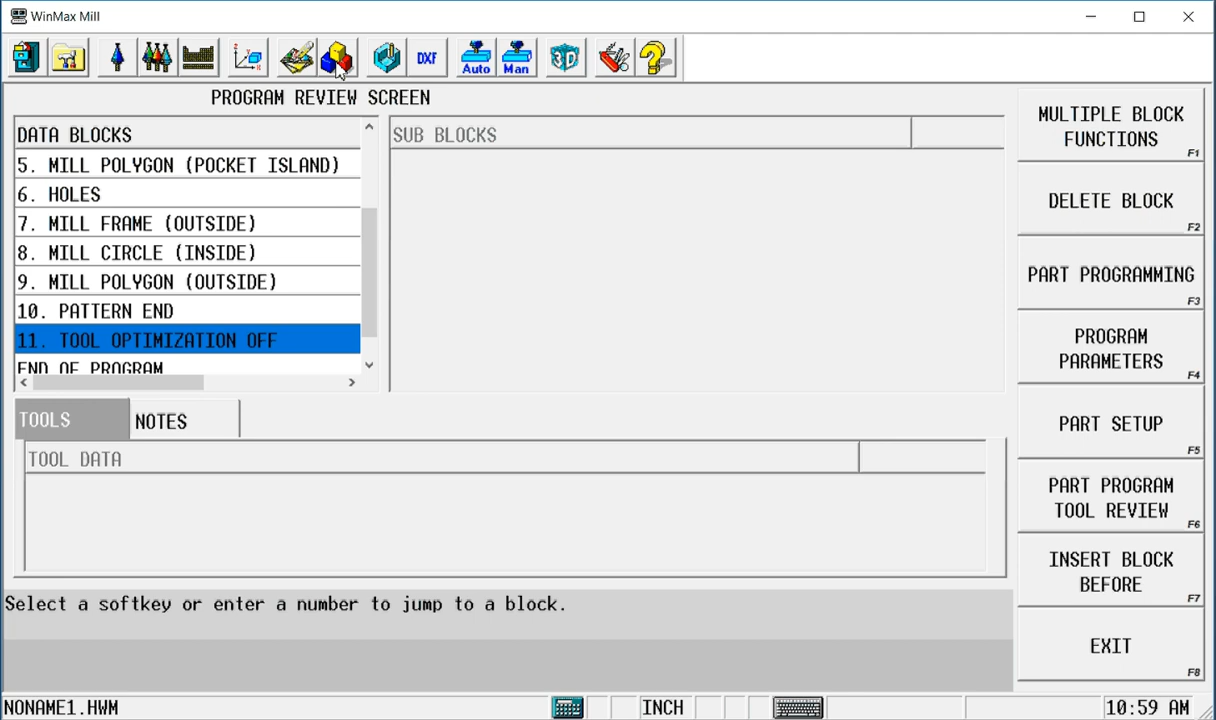 WinMax Mill
DXF
Auto
Man
3D
PROGRAM REVIEW SCREEN
DATA BLOCKS
5. MILL POLYGON (POCKET ISLAND)
6. HOLES
7. MILL FRAME (OUTSIDE)
8. MILL CIRCLE (INSIDE)
9. MILL POLYGON (OUTSIDE)
10. PATTERN END
11. TOOL OPTIMIZATION OFF
END OF PROGRAM
SUB BLOCKS
TOOLS
NOTES
TOOL DATA
Select a softkey or enter a number to jump to a block.
MULTIPLE BLOCK
FUNCTIONS
F1
DELETE BLOCK
F2
PART PROGRAMMING
F3
PROGRAM
PARAMETERS
F4
PART SETUP
F5
PART PROGRAM
TOOL REVIEW
F6
INSERT BLOCK
BEFORE
F7
EXIT
F8
NONAME1.HWM
INCH
10:59 AM